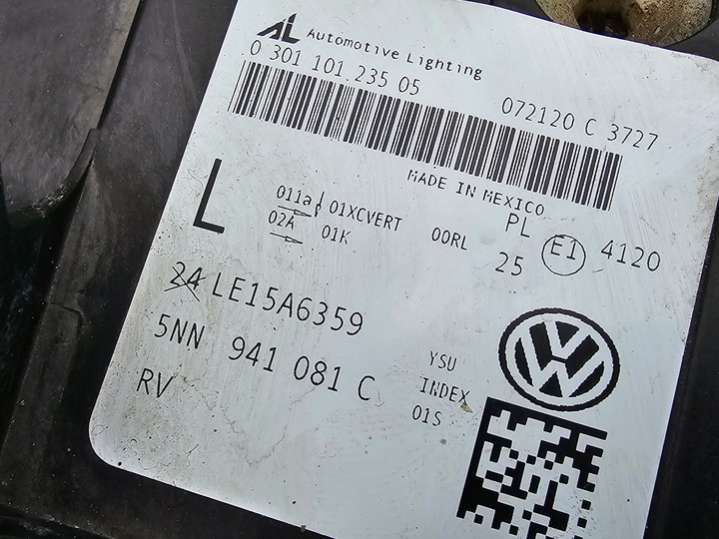 AL Automotive Lighting
0 301 101.235 05
072120 C 3727
MADE IN MEXICO
L
011a 01XCVERT
02A 01K
00RL
PL E1 4120
25
24 LE15A6359
5NN 941 081 C
RV
YSU
INDEX
01S